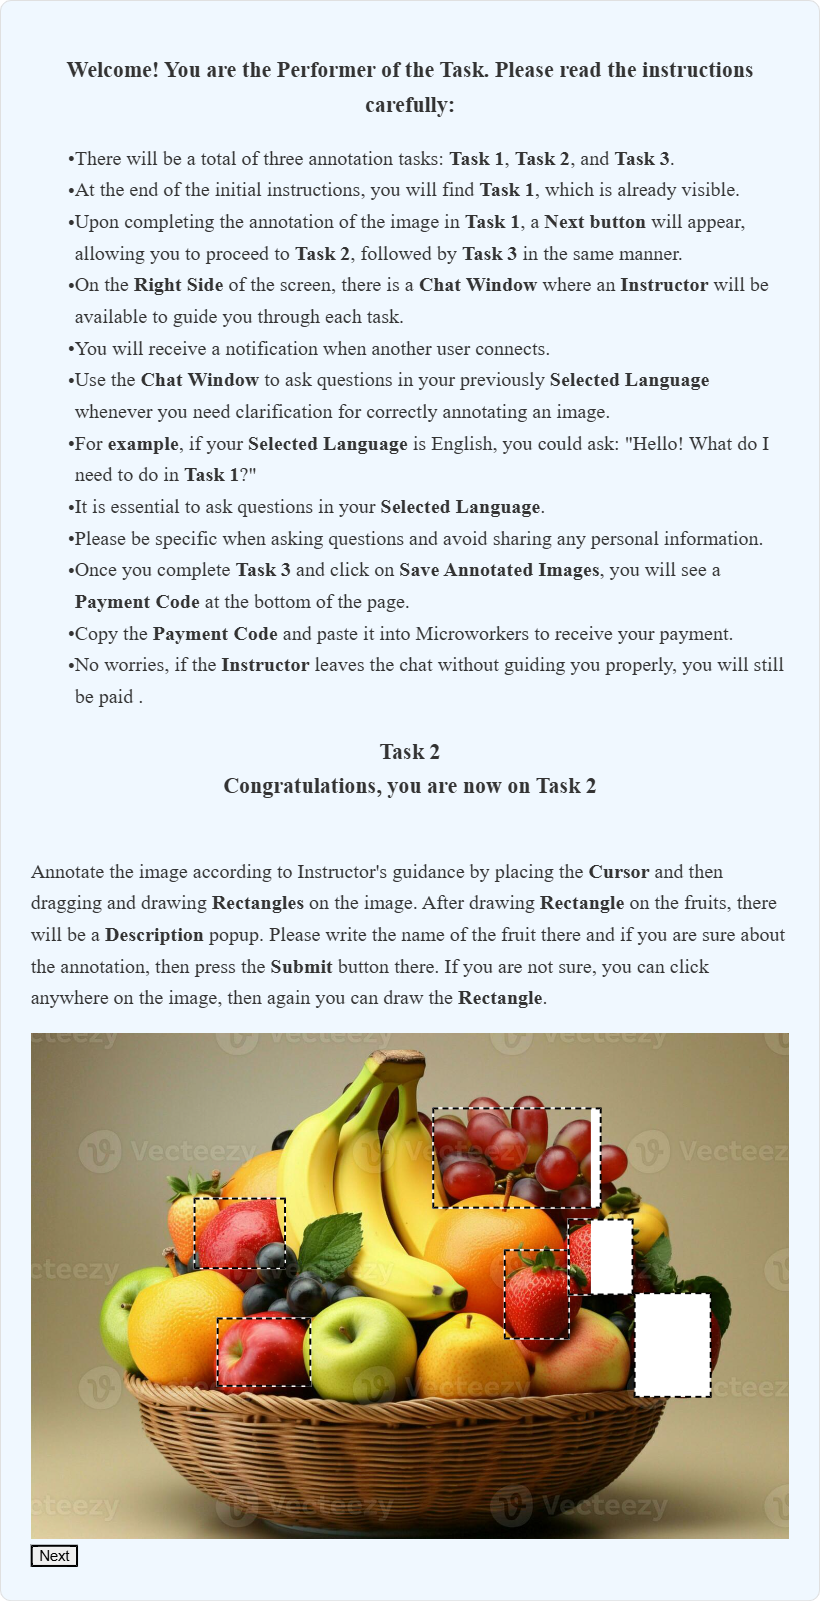 Welcome! You are the Performer of the Task. Please read the instructions
carefully:
•There will be a total of three annotation tasks: Task 1, Task 2, and Task 3.
•At the end of the initial instructions, you will find Task 1, which is already visible.
•Upon completing the annotation of the image in Task 1, a Next button will appear,
allowing you to proceed to Task 2, followed by Task 3 in the same manner.
•On the Right Side of the screen, there is a Chat Window where an Instructor will be
available to guide you through each task.
•You will receive a notification when another user connects.
•Use the Chat Window to ask questions in your previously Selected Language
whenever you need clarification for correctly annotating an image.
•For example, if your Selected Language is English, you could ask: "Hello! What do I
need to do in Task 1?"
•It is essential to ask questions in your Selected Language.
•Please be specific when asking questions and avoid sharing any personal information.
•Once you complete Task 3 and click on Save Annotated Images, you will see a
Payment Code at the bottom of the page.
•Copy the Payment Code and paste it into Microworkers to receive your payment.
•No worries, if the Instructor leaves the chat without guiding you properly, you will still
be paid .
Task 2
Congratulations, you are now on Task 2
Annotate the image according to Instructor's guidance by placing the Cursor and then
dragging and drawing Rectangles on the image. After drawing Rectangle on the fruits, there
will be a Description popup. Please write the name of the fruit there and if you are sure about
the annotation, then press the Submit button there. If you are not sure, you can click
anywhere on the image, then again you can draw the Rectangle.
Vecteezy
Vecteezy
Vecteezy
Vecteezy
Next